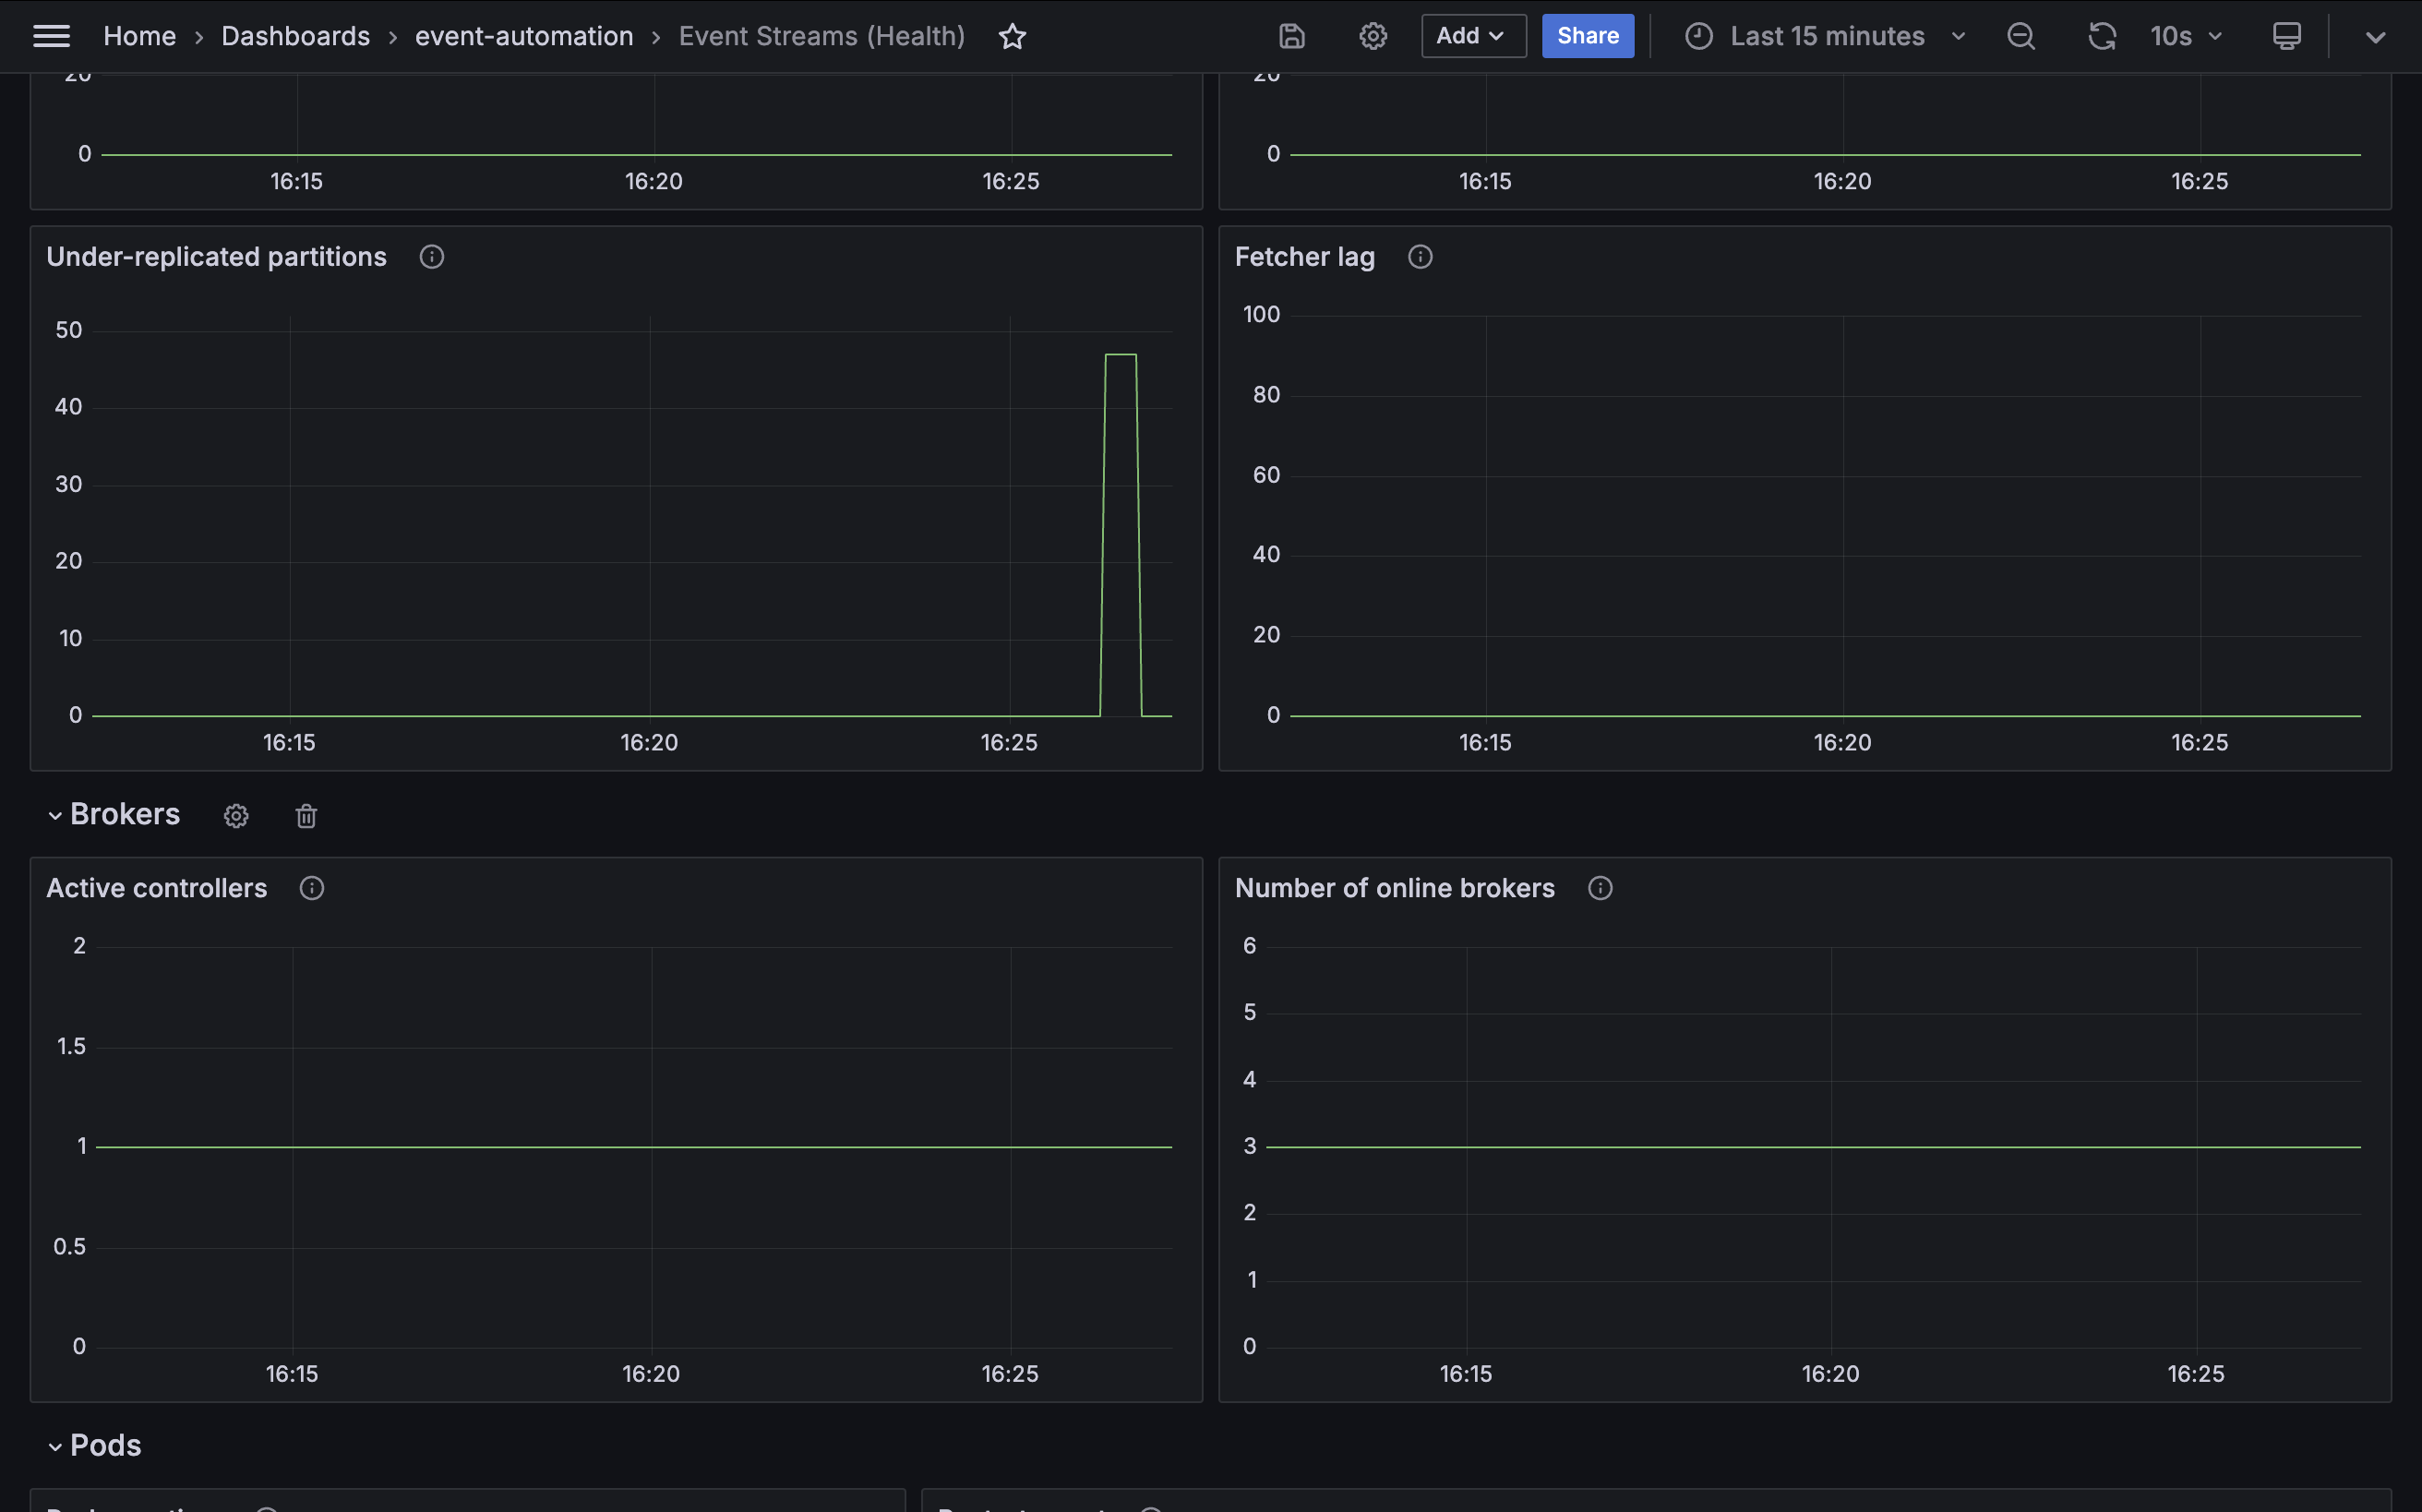 Home › Dashboards › event-automation › Event Streams (Health) Add Share Last 15 minutes 10s
20 20
0 0
16:15 16:20 16:25 16:15 16:20 16:25
Under-replicated partitions
50
40
30
20
10
0
16:15 16:20 16:25
Fetcher lag
100
80
60
40
20
0
16:15 16:20 16:25
Brokers
Active controllers
2
1.5
1
0.5
0
16:15 16:20 16:25
Number of online brokers
6
5
4
3
2
1
0
16:15 16:20 16:25
Pods